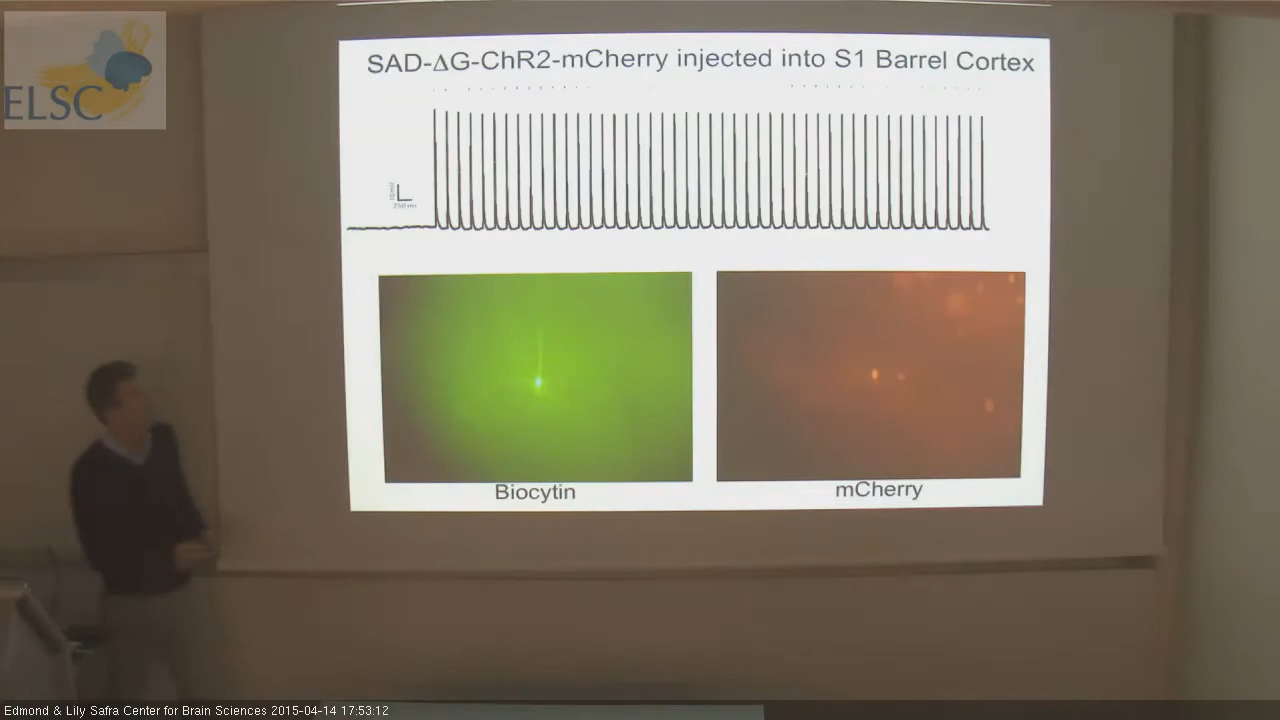 ELSC
SAD-ΔG-ChR2-mCherry injected into S1 Barrel Cortex
Biocytin
mCherry
Edmond & Lily Safra Center for Brain Sciences 2015-04-14 17:53:12